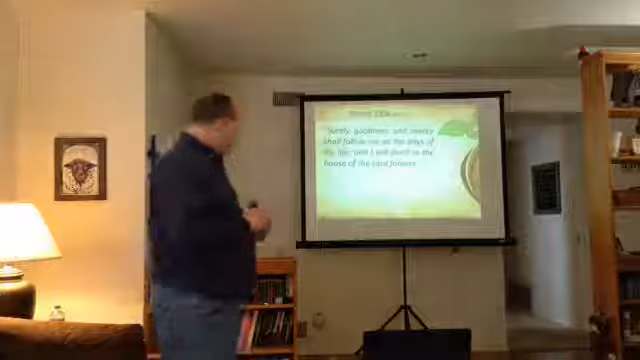 "Surely, goodness, and mercy
shall follow me all the days of
my life; and I will dwell in the
house of the Lord forever.